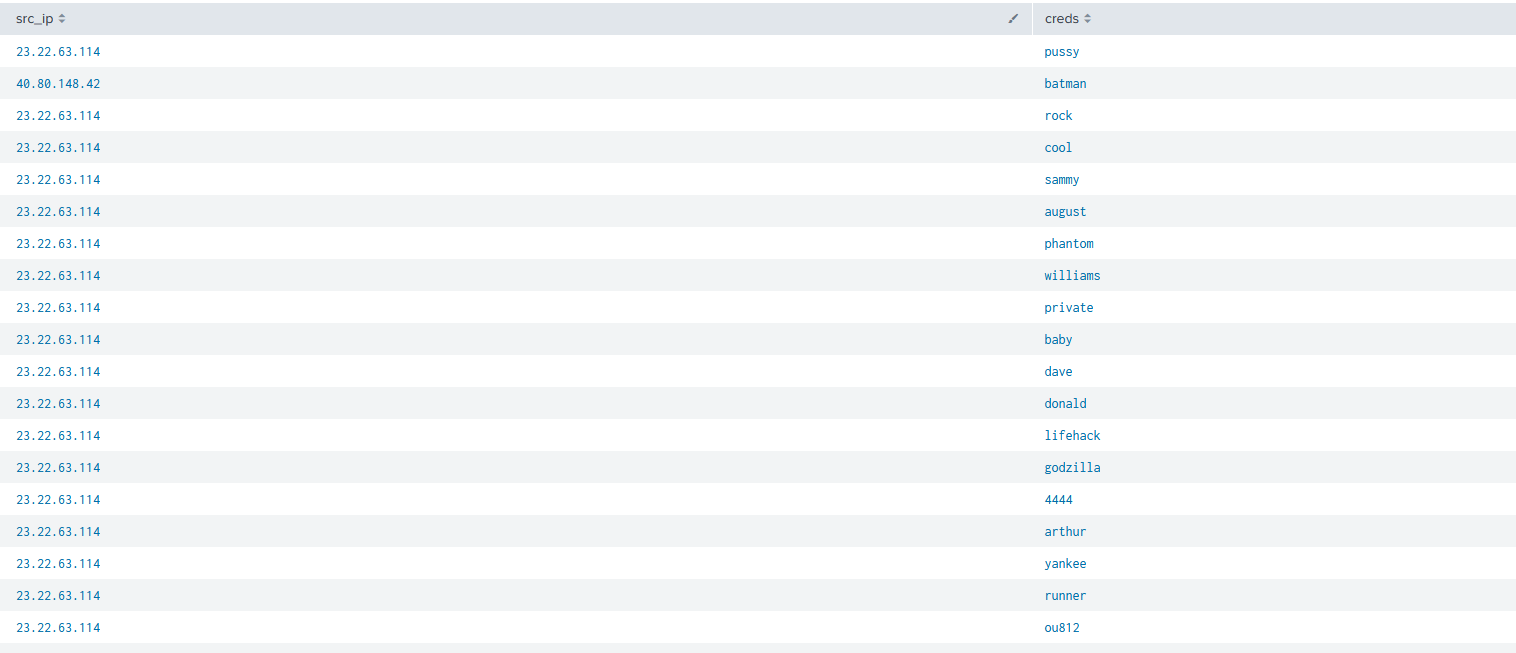 src_ip creds
23.22.63.114 pussy
40.80.148.42 batman
23.22.63.114 rock
23.22.63.114 cool
23.22.63.114 sammy
23.22.63.114 august
23.22.63.114 phantom
23.22.63.114 williams
23.22.63.114 private
23.22.63.114 baby
23.22.63.114 dave
23.22.63.114 donald
23.22.63.114 lifehack
23.22.63.114 godzilla
23.22.63.114 4444
23.22.63.114 arthur
23.22.63.114 yankee
23.22.63.114 runner
23.22.63.114 ou812